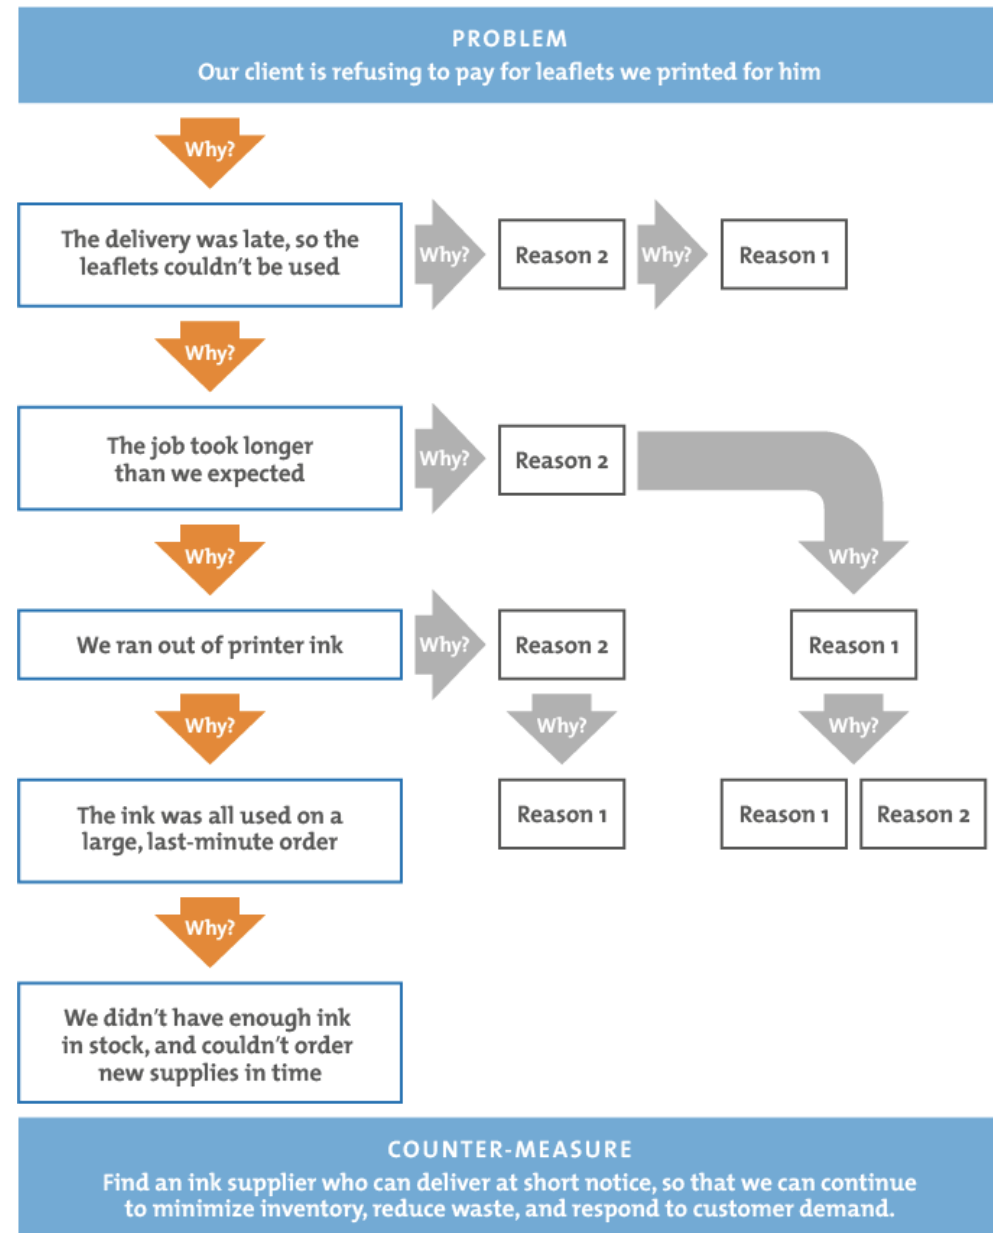 PROBLEM
Our client is refusing to pay for leaflets we printed for him
Why?
The delivery was late, so the
leaflets couldn't be used
Why?
Reason 2
Why?
Reason 1
Why?
The job took longer
than we expected
Why?
Reason 2
Why?
Why?
We ran out of printer ink
Why?
Reason 2
Reason 1
Why?
Why?
Why?
The ink was all used on a
large, last-minute order
Reason 1
Reason 1
Reason 2
Why?
We didn't have enough ink
in stock, and couldn't order
new supplies in time
COUNTER-MEASURE
Find an ink supplier who can deliver at short notice, so that we can continue
to minimize inventory, reduce waste, and respond to customer demand.